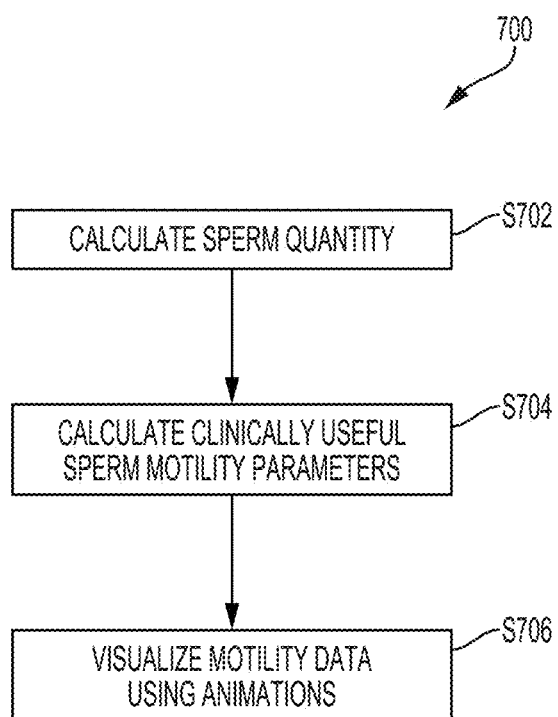 700
CALCULATE SPERM QUANTITY
S702
CALCULATE CLINICALLY USEFUL
SPERM MOTILITY PARAMETERS
S704
VISUALIZE MOTILITY DATA
USING ANIMATIONS
S706